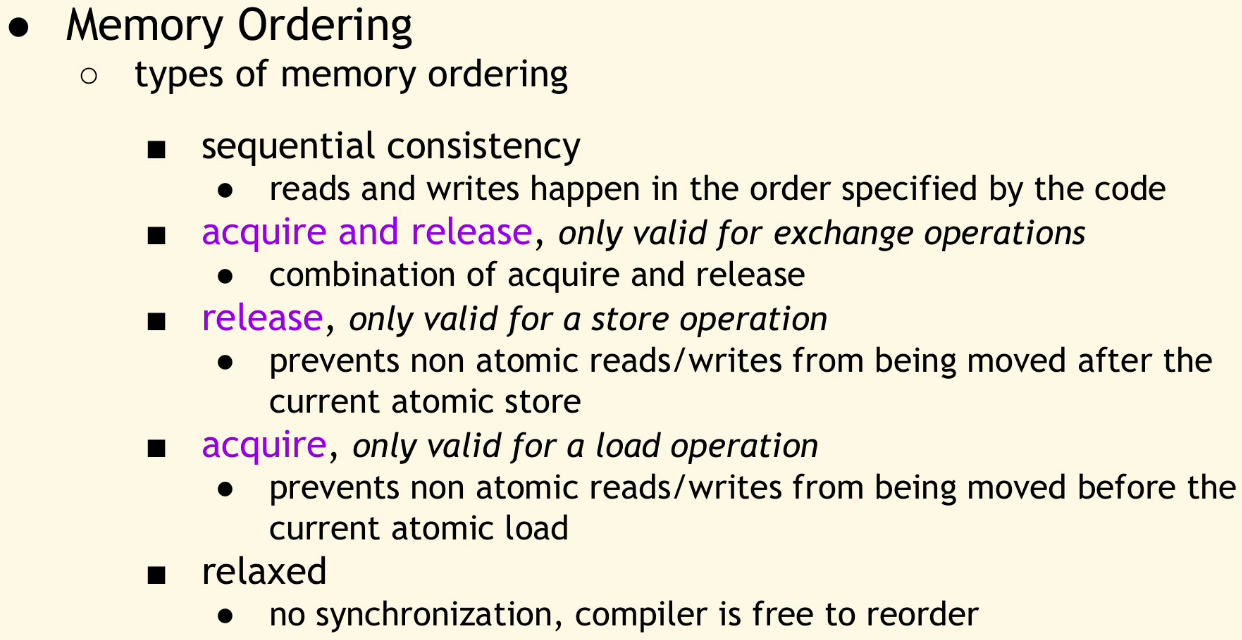 ● Memory Ordering
○ types of memory ordering
■ sequential consistency
● reads and writes happen in the order specified by the code
■ acquire and release, only valid for exchange operations
● combination of acquire and release
■ release, only valid for a store operation
● prevents non atomic reads/writes from being moved after the
current atomic store
■ acquire, only valid for a load operation
● prevents non atomic reads/writes from being moved before the
current atomic load
■ relaxed
● no synchronization, compiler is free to reorder